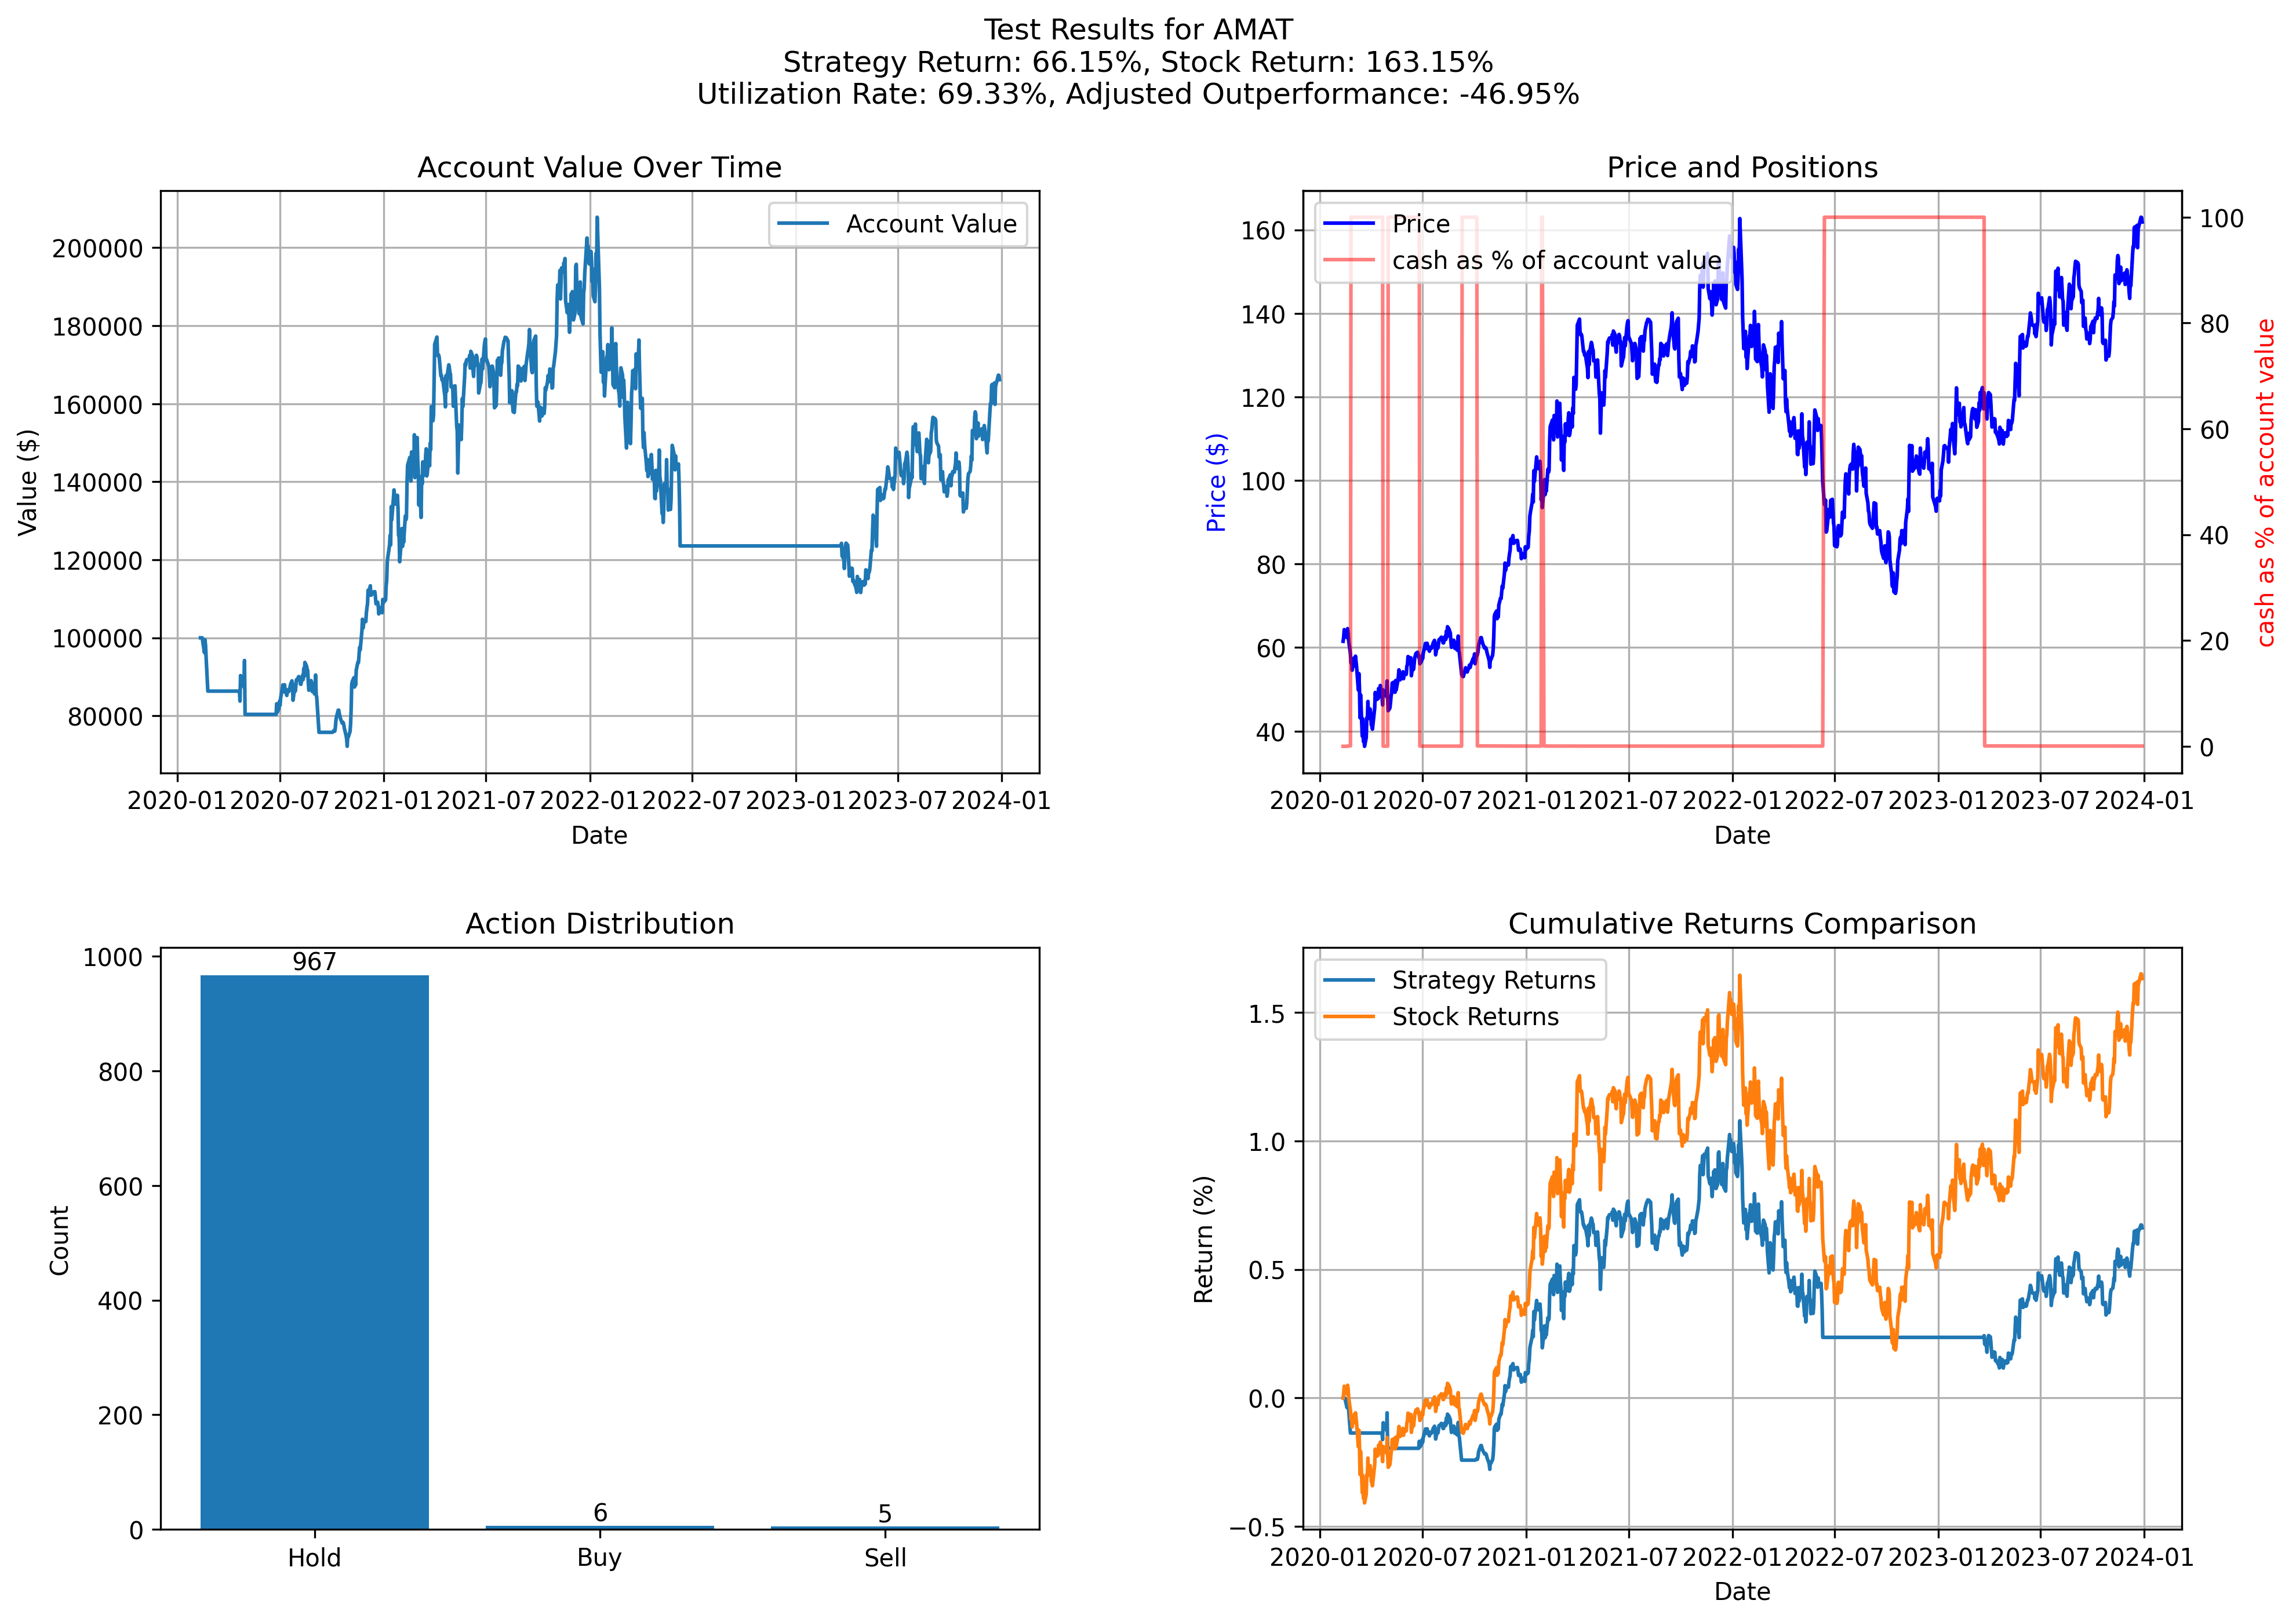 Test Results for AMAT
Strategy Return: 66.15%, Stock Return: 163.15%
Utilization Rate: 69.33%, Adjusted Outperformance: -46.95%
Account Value Over Time
Account Value
Value ($)
200000
180000
160000
140000
120000
100000
80000
2020-01 2020-07 2021-01 2021-07 2022-01 2022-07 2023-01 2023-07 2024-01
Date
Price and Positions
Price
cash as % of account value
Price ($)
160
140
120
100
80
60
40
100
80
60
40
20
0
cash as % of account value
2020-01 2020-07 2021-01 2021-07 2022-01 2022-07 2023-01 2023-07 2024-01
Date
Action Distribution
Count
1000
800
600
400
200
0
967
6
5
Hold Buy Sell
Cumulative Returns Comparison
Strategy Returns
Stock Returns
Return (%)
1.5
1.0
0.5
0.0
−0.5
2020-01 2020-07 2021-01 2021-07 2022-01 2022-07 2023-01 2023-07 2024-01
Date